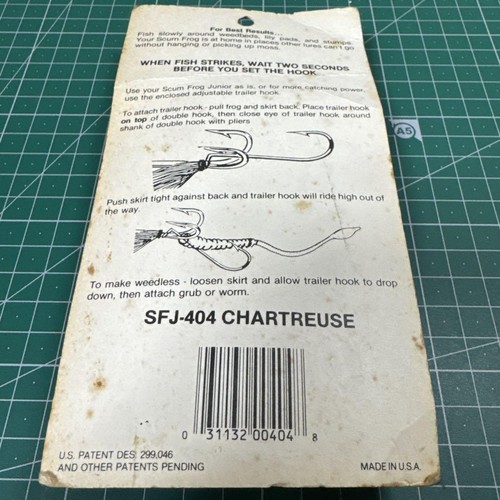 For Best Results......
Fish slowly around weedbeds, lily pads, and stumps.
Your Scum Frog is at home in places other lures can't go
without hanging or picking up moss.
WHEN FISH STRIKES, WAIT TWO SECONDS
BEFORE YOU SET THE HOOK.
Use your Scum Frog Junior as is, or for more catching power,
use the enclosed adjustable trailer hook.
To attach trailer hook - pull frog and skirt back. Place trailer hook
on top of double hook, then close eye of trailer hook around
shank of double hook with pliers
Push skirt tight against back and trailer hook will ride high out of
the way.
To make weedless - loosen skirt and allow trailer hook to drop
down, then attach grub or worm.
SFJ-404 CHARTREUSE
0 31132 00404 8
U.S. PATENT DES. 299,046
AND OTHER PATENTS PENDING
MADE IN U.S.A.
A5